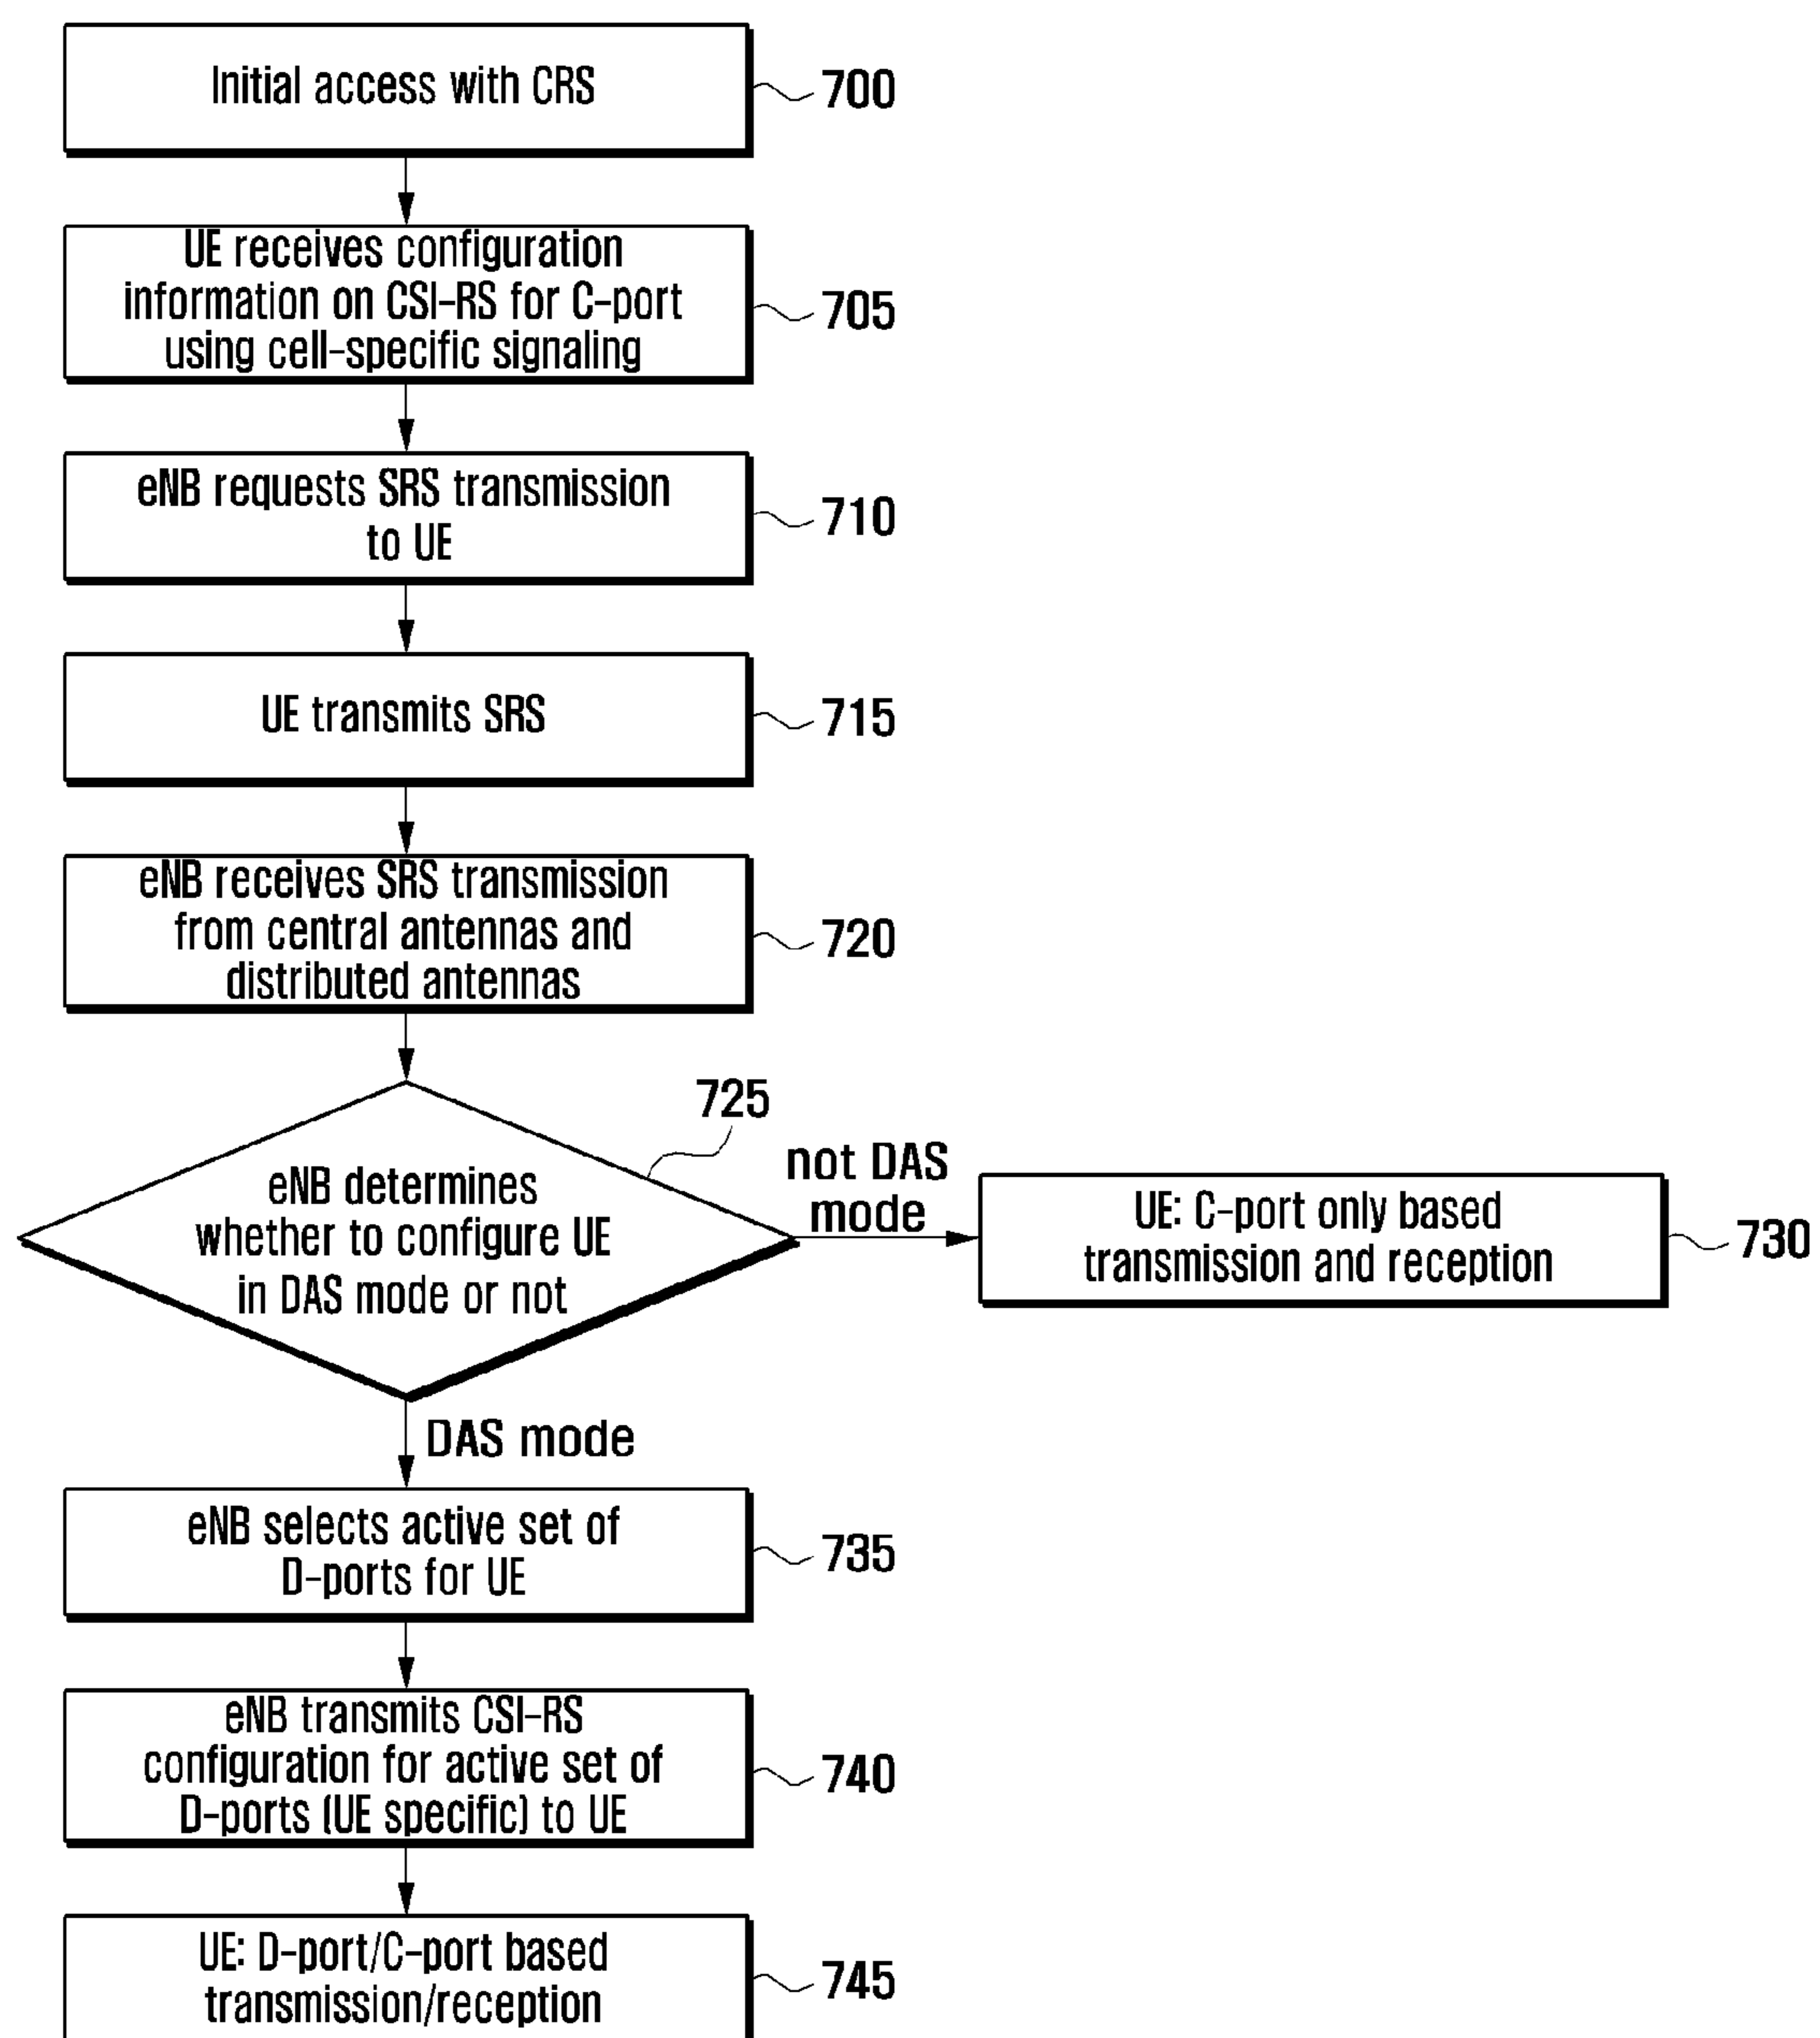 Initial access with CRS
700
UE receives configuration
information on CSI-RS for C-port
using cell-specific signaling
705
eNB requests SRS transmission
to UE
710
UE transmits SRS
715
eNB receives SRS transmission
from central antennas and
distributed antennas
720
725
eNB determines
whether to configure UE
in DAS mode or not
not DAS
mode
UE: C-port only based
transmission and reception
730
DAS mode
eNB selects active set of
D-ports for UE
735
eNB transmits CSI-RS
configuration for active set of
D-ports (UE specific) to UE
740
UE: D-port/C-port based
transmission/reception
745